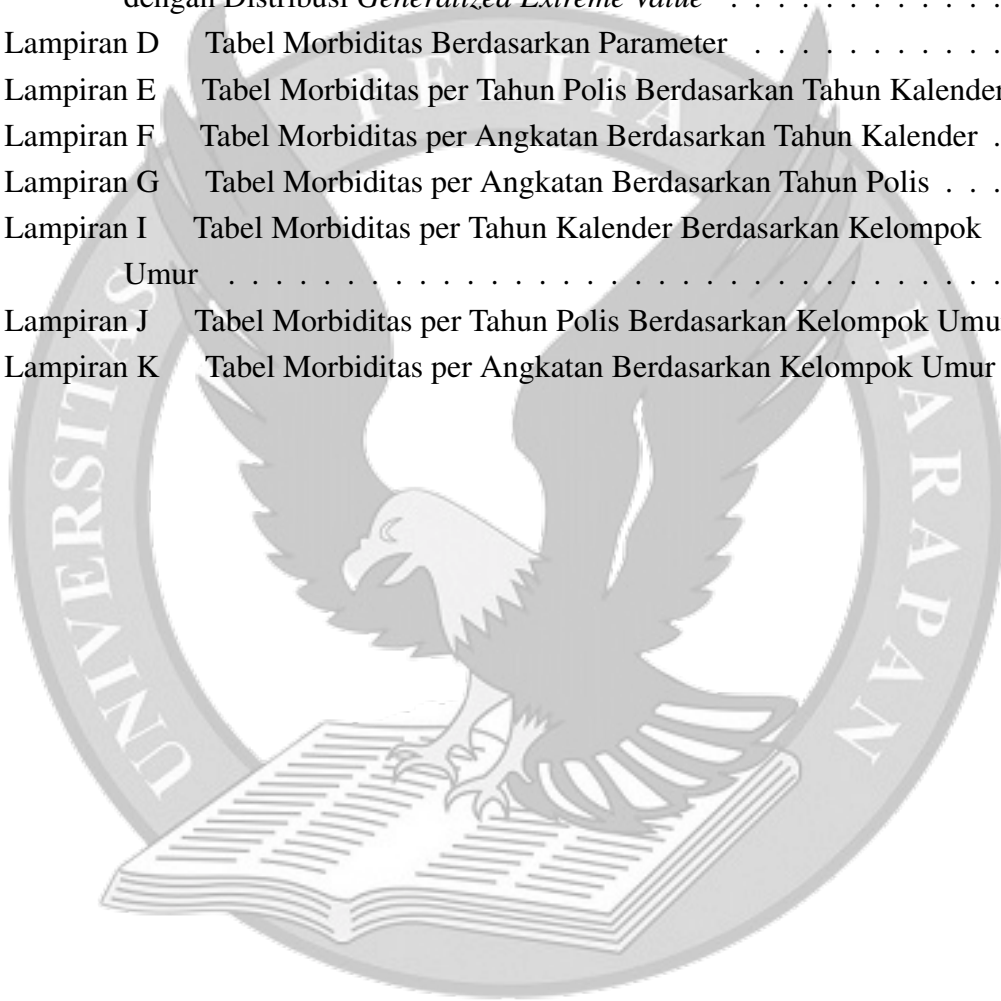 dengan Distribusi Generalized Extreme Value . . . . . . . . . . . .
Lampiran D Tabel Morbiditas Berdasarkan Parameter . . . . . . . . . . .
Lampiran E Tabel Morbiditas per Tahun Polis Berdasarkan Tahun Kalender
Lampiran F Tabel Morbiditas per Angkatan Berdasarkan Tahun Kalender .
Lampiran G Tabel Morbiditas per Angkatan Berdasarkan Tahun Polis . . .
Lampiran I Tabel Morbiditas per Tahun Kalender Berdasarkan Kelompok
Umur . . . . . . . . . . . . . . . . . . . . . . . . . . . . . . . . .
Lampiran J Tabel Morbiditas per Tahun Polis Berdasarkan Kelompok Umu
Lampiran K Tabel Morbiditas per Angkatan Berdasarkan Kelompok Umur
UNIVERSITAS PELITA HARAPAN